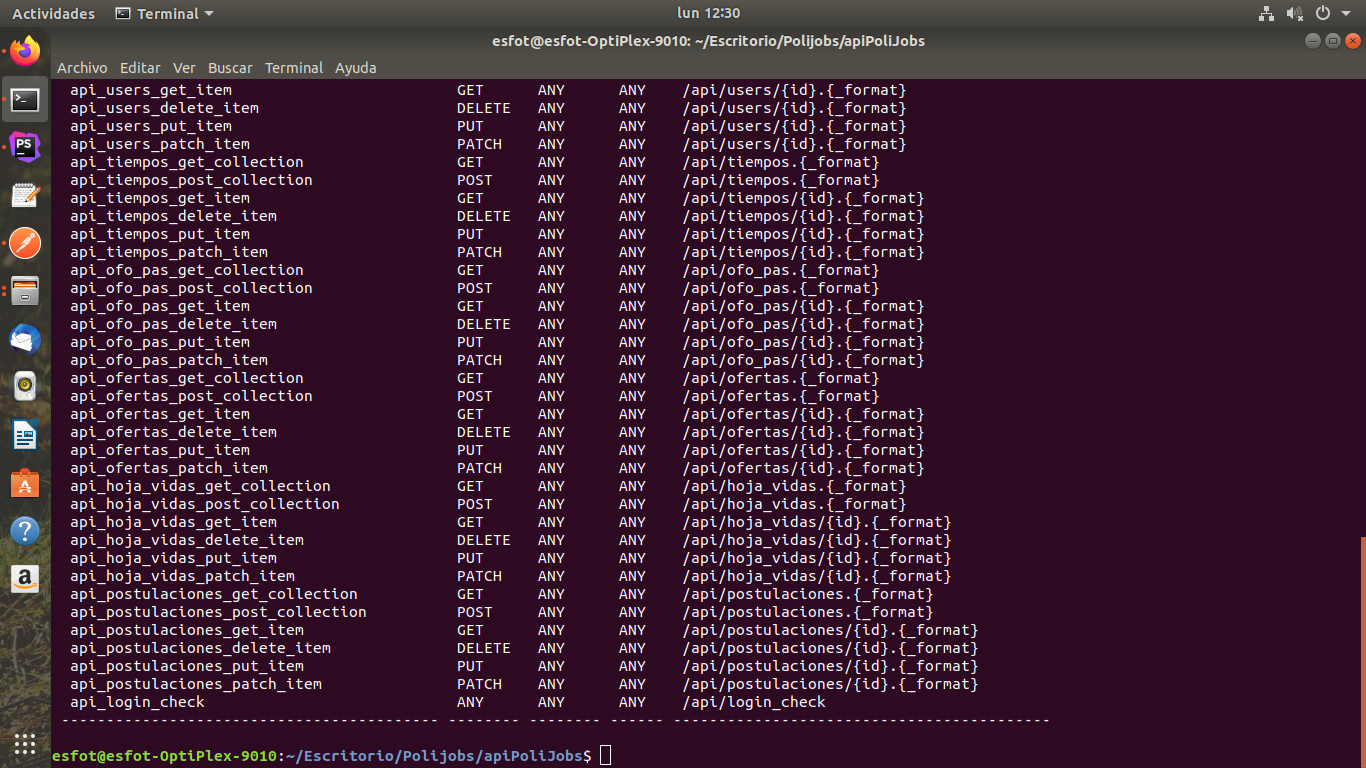 Actividades Terminal lun 12:30
esfot@esfot-OptiPlex-9010: ~/Escritorio/Polijobs/apiPoliJobs
Archivo Editar Ver Buscar Terminal Ayuda
api_users_get_item GET ANY ANY /api/users/{id}.{_format}
api_users_delete_item DELETE ANY ANY /api/users/{id}.{_format}
api_users_put_item PUT ANY ANY /api/users/{id}.{_format}
api_users_patch_item PATCH ANY ANY /api/users/{id}.{_format}
api_tiempos_get_collection GET ANY ANY /api/tiempos.{_format}
api_tiempos_post_collection POST ANY ANY /api/tiempos.{_format}
api_tiempos_get_item GET ANY ANY /api/tiempos/{id}.{_format}
api_tiempos_delete_item DELETE ANY ANY /api/tiempos/{id}.{_format}
api_tiempos_put_item PUT ANY ANY /api/tiempos/{id}.{_format}
api_tiempos_patch_item PATCH ANY ANY /api/tiempos/{id}.{_format}
api_ofo_pas_get_collection GET ANY ANY /api/ofo_pas.{_format}
api_ofo_pas_post_collection POST ANY ANY /api/ofo_pas.{_format}
api_ofo_pas_get_item GET ANY ANY /api/ofo_pas/{id}.{_format}
api_ofo_pas_delete_item DELETE ANY ANY /api/ofo_pas/{id}.{_format}
api_ofo_pas_put_item PUT ANY ANY /api/ofo_pas/{id}.{_format}
api_ofo_pas_patch_item PATCH ANY ANY /api/ofo_pas/{id}.{_format}
api_ofertas_get_collection GET ANY ANY /api/ofertas.{_format}
api_ofertas_post_collection POST ANY ANY /api/ofertas.{_format}
api_ofertas_get_item GET ANY ANY /api/ofertas/{id}.{_format}
api_ofertas_delete_item DELETE ANY ANY /api/ofertas/{id}.{_format}
api_ofertas_put_item PUT ANY ANY /api/ofertas/{id}.{_format}
api_ofertas_patch_item PATCH ANY ANY /api/ofertas/{id}.{_format}
api_hoja_vidas_get_collection GET ANY ANY /api/hoja_vidas.{_format}
api_hoja_vidas_post_collection POST ANY ANY /api/hoja_vidas.{_format}
api_hoja_vidas_get_item GET ANY ANY /api/hoja_vidas/{id}.{_format}
api_hoja_vidas_delete_item DELETE ANY ANY /api/hoja_vidas/{id}.{_format}
api_hoja_vidas_put_item PUT ANY ANY /api/hoja_vidas/{id}.{_format}
api_hoja_vidas_patch_item PATCH ANY ANY /api/hoja_vidas/{id}.{_format}
api_postulaciones_get_collection GET ANY ANY /api/postulaciones.{_format}
api_postulaciones_post_collection POST ANY ANY /api/postulaciones.{_format}
api_postulaciones_get_item GET ANY ANY /api/postulaciones/{id}.{_format}
api_postulaciones_delete_item DELETE ANY ANY /api/postulaciones/{id}.{_format}
api_postulaciones_put_item PUT ANY ANY /api/postulaciones/{id}.{_format}
api_postulaciones_patch_item PATCH ANY ANY /api/postulaciones/{id}.{_format}
api_login_check ANY ANY ANY /api/login_check
------------------------------------------ -------- -------- ------ ------------------------------------------
esfot@esfot-OptiPlex-9010:~/Escritorio/Polijobs/apiPoliJobs$
PS
?
a